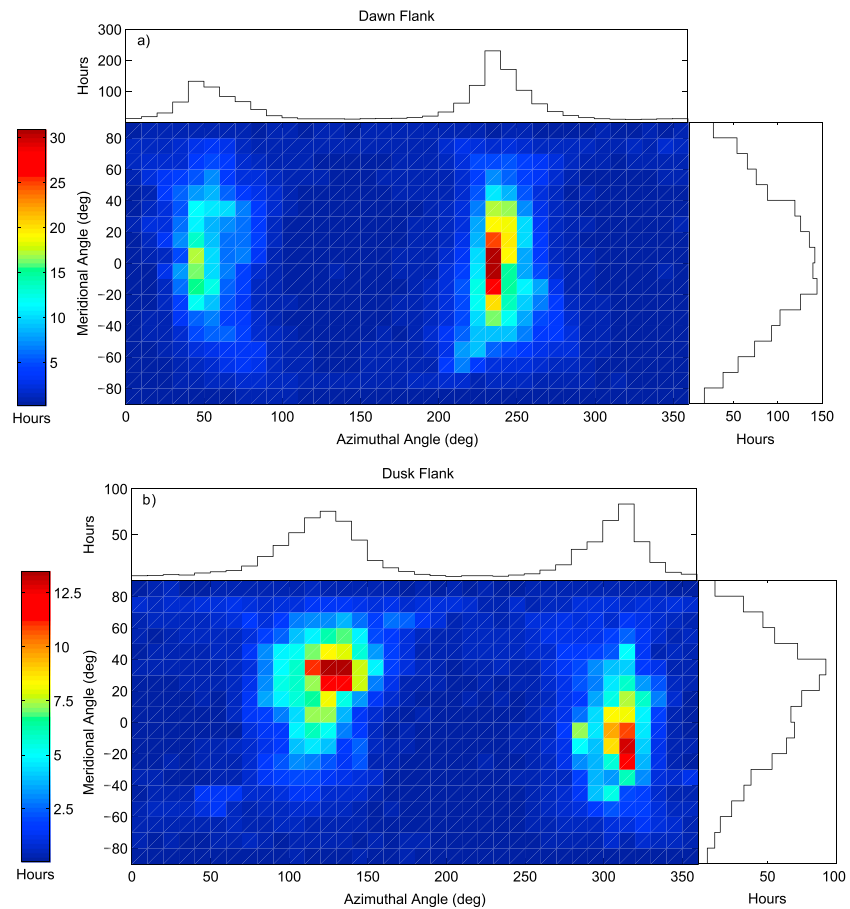 Dawn Flank
a)
300
200
100
Hours
30
25
20
15
10
5
Hours
80
60
40
20
0
−20
−40
−60
−80
Meridional Angle (deg)
0 50 100 150 200 250 300 350
Azimuthal Angle (deg)
50 100 150
Hours
Dusk Flank
b)
100
50
Hours
12.5
10
7.5
5
2.5
Hours
80
60
40
20
0
−20
−40
−60
−80
Meridional Angle (deg)
0 50 100 150 200 250 300 350
Azimuthal Angle (deg)
50 100
Hours